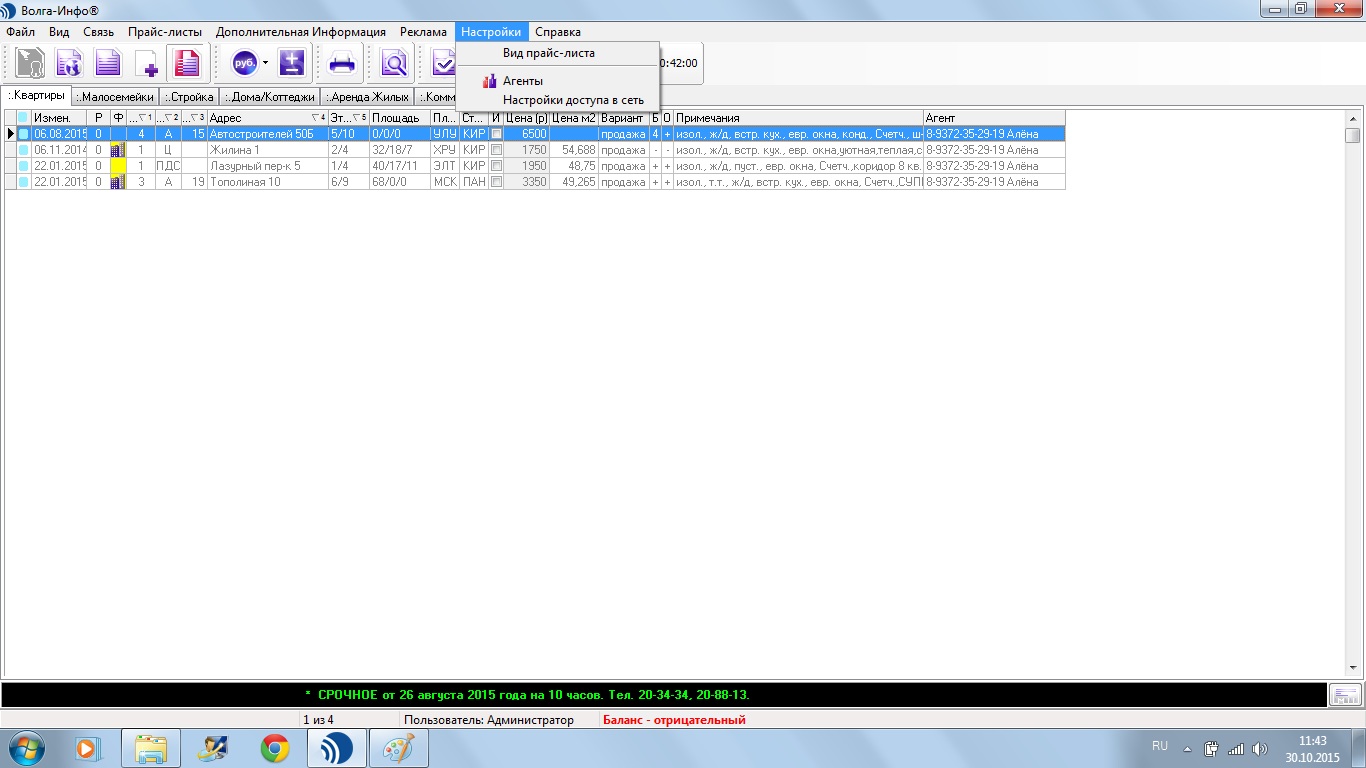 Волга-Инфо®
Файл Вид Связь Прайс-листы Дополнительная Информация Реклама Настройки Справка
Вид прайс-листа
руб. 0:42:00
Агенты
:.Квартиры :.Малосемейки :.Стройка :.Дома/Коттеджи :.Аренда Жилых :.Комм
Настройки доступа в сеть
Измен. Р Ф ...▽1 ...▽2 ...▽3 Адрес ▽4 Эт...▽5 Площадь Пл... Ст... И Цена (р) Цена м2 Вариант Б О Примечания Агент
06.08.2015 0 4 А 15 Автостроителей 50Б 5/10 0/0/0 УЛУ КИР 6500 продажа 4 + изол., ж/д, встр. кух., евр. окна, конд., Счетч., ш- 8-9372-35-29-19 Алёна
06.11.2014 0 1 Ц Жилина 1 2/4 32/18/7 ХРУ КИР 1750 54,688 продажа - - изол., ж/д, встр. кух., евр. окна,уютная,теплая,с 8-9372-35-29-19 Алёна
22.01.2015 0 1 ПДС Лазурный пер-к 5 1/4 40/17/11 ЭЛТ КИР 1950 48,75 продажа + + изол., ж/д, пуст., евр. окна, Счетч.,коридор 8 кв. 8-9372-35-29-19 Алёна
22.01.2015 0 3 А 19 Тополиная 10 6/9 68/0/0 МСК ПАН 3350 49,265 продажа + + изол., т.т., ж/д, встр. кух., евр. окна, Счетч.,СУПЕ 8-9372-35-29-19 Алёна
* СРОЧНОЕ от 26 августа 2015 года на 10 часов. Тел. 20-34-34, 20-88-13.
1 из 4 Пользователь: Администратор Баланс - отрицательный
RU 11:43
30.10.2015